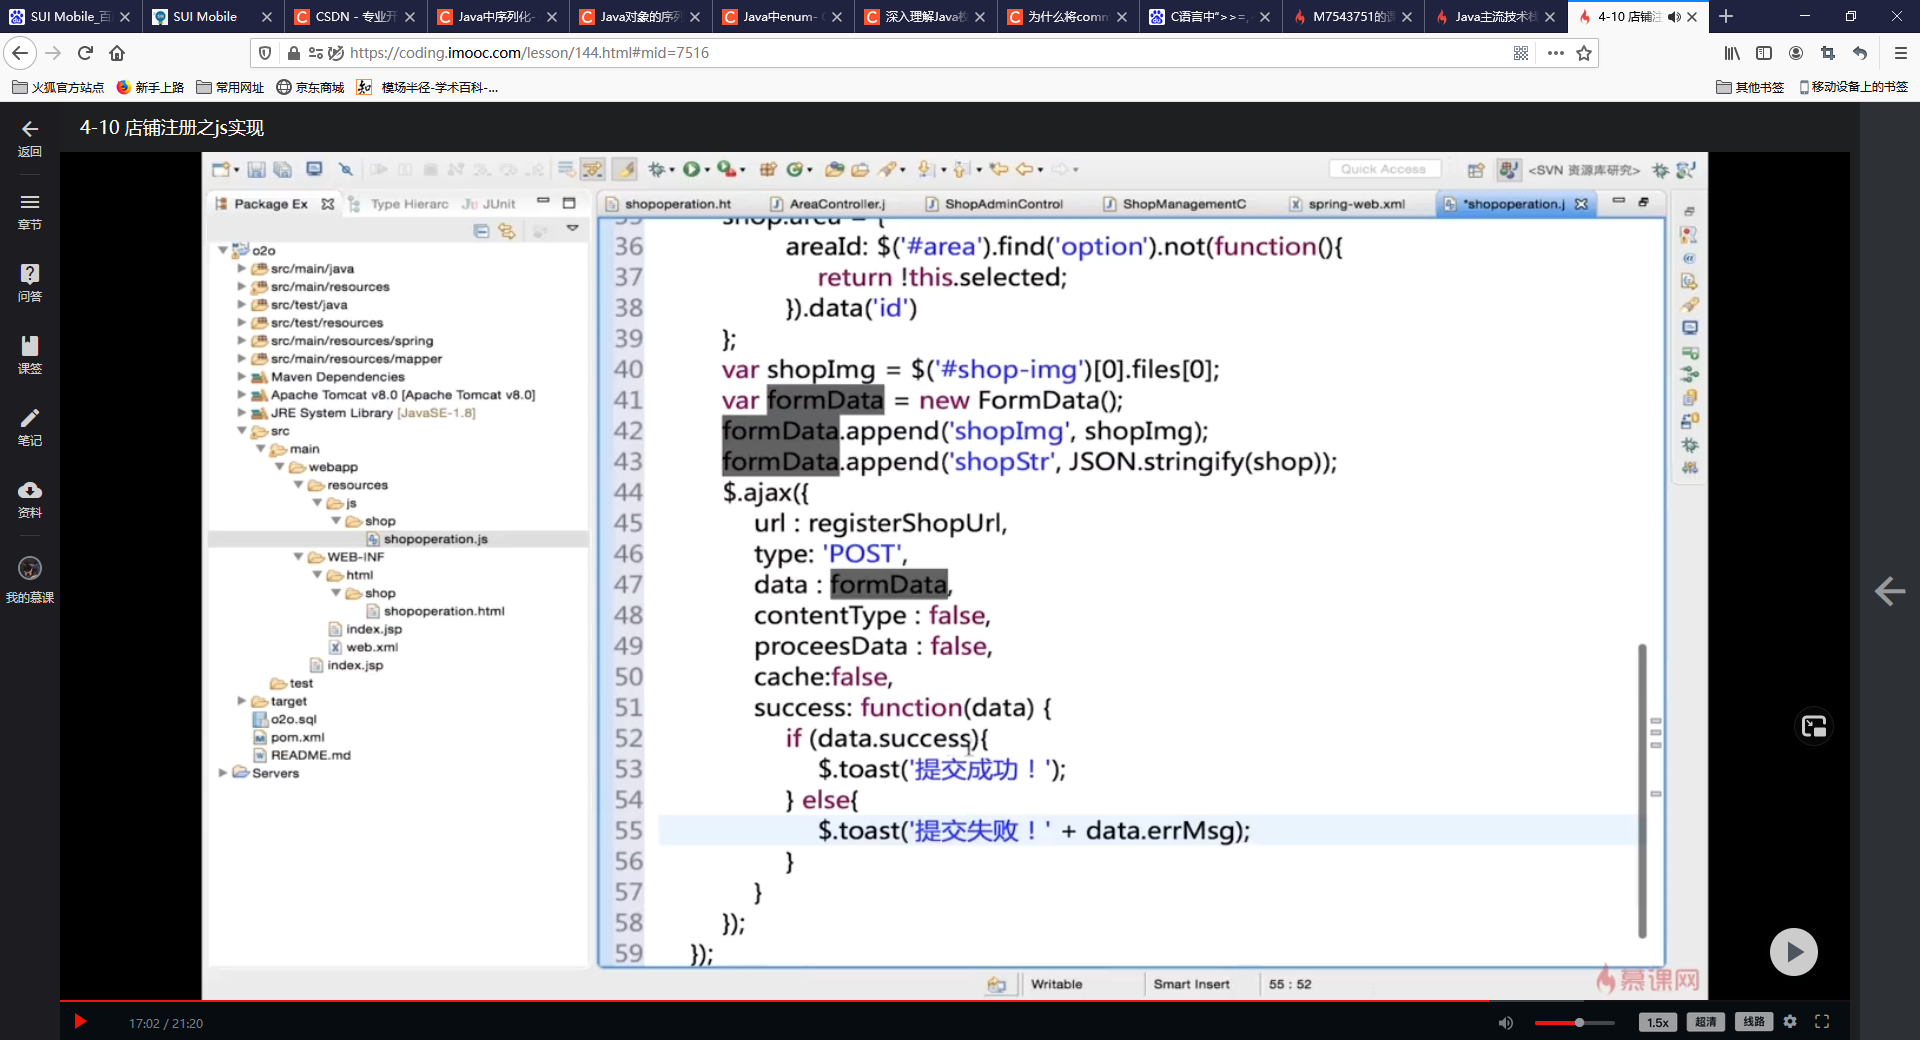 SUI Mobile_百
SUI Mobile
CSDN - 专业开
Java中序列化-
Java对象的序列
Java中enum-
深入理解Java枚
为什么将comm
C语言中">>=,
M7543751的课
Java主流技术栈
4-10 店铺注
https://coding.imooc.com/lesson/144.html#mid=7516
火狐官方站点
新手上路
常用网址
京东商城
模场半径-学术百科-...
其他书签
移动设备上的书签
返回
4-10 店铺注册之js实现
章节
问答
课签
笔记
资料
我的慕课
Quick Access
<SVN 资源库研究>
Package Ex
Type Hierarc
JUnit
shopoperation.ht
AreaController.j
ShopAdminControl
ShopManagementC
spring-web.xml
*shopoperation.j
o2o
src/main/java
src/main/resources
src/test/java
src/test/resources
src/main/resources/spring
src/main/resources/mapper
Maven Dependencies
Apache Tomcat v8.0 [Apache Tomcat v8.0]
JRE System Library [JavaSE-1.8]
src
main
webapp
resources
js
shop
shopoperation.js
WEB-INF
html
shop
shopoperation.html
index.jsp
web.xml
index.jsp
test
target
o2o.sql
pom.xml
README.md
Servers
35 shop.area = {
36 areaId: $('#area').find('option').not(function(){
37 return !this.selected;
38 }).data('id')
39 };
40 var shopImg = $('#shop-img')[0].files[0];
41 var formData = new FormData();
42 formData.append('shopImg', shopImg);
43 formData.append('shopStr', JSON.stringify(shop));
44 $.ajax({
45 url : registerShopUrl,
46 type: 'POST',
47 data : formData,
48 contentType : false,
49 proceesData : false,
50 cache:false,
51 success: function(data) {
52 if (data.success){
53 $.toast('提交成功！');
54 } else{
55 $.toast('提交失败！' + data.errMsg);
56 }
57 }
58 });
59 });
Writable
Smart Insert
55 : 52
慕课网
17:02 / 21:20
1.5x
超清
线路